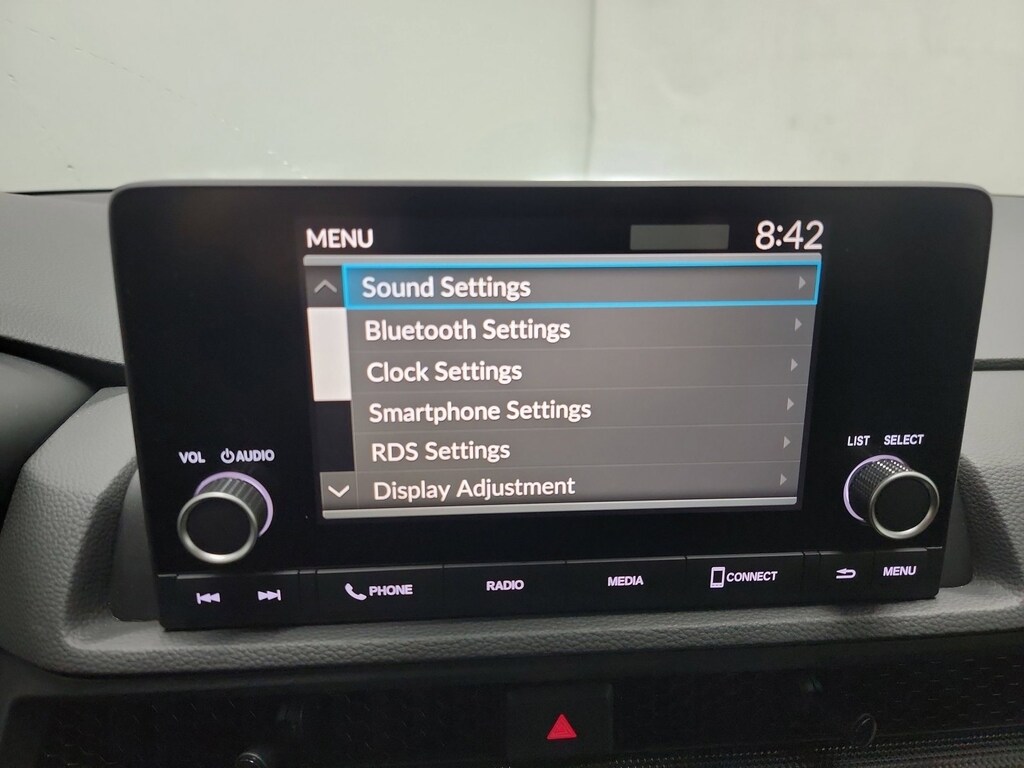 MENU 8:42
Sound Settings
Bluetooth Settings
Clock Settings
Smartphone Settings
RDS Settings
Display Adjustment
VOL AUDIO
LIST SELECT
PHONE RADIO MEDIA CONNECT MENU